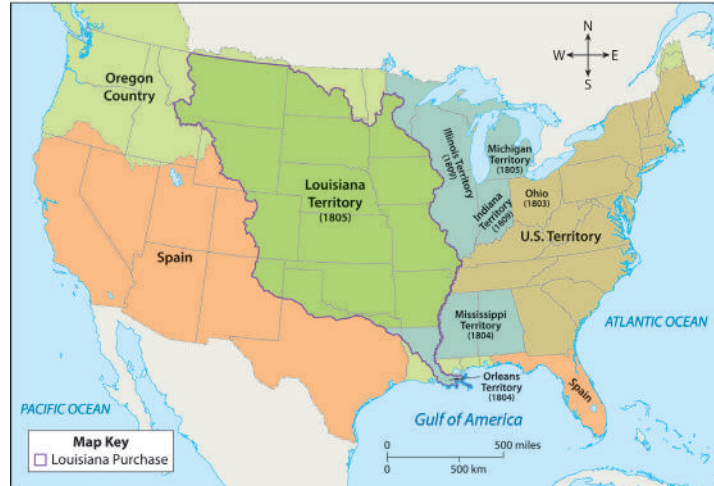 N
W E
S
Oregon
Country
Louisiana
Territory
(1805)
Spain
Illinois Territory
(1809)
Michigan
Territory
(1805)
Indiana
Territory
(1809)
Ohio
(1803)
U.S. Territory
Mississippi
Territory
(1804)
Orleans
Territory
(1804)
Spain
ATLANTIC OCEAN
PACIFIC OCEAN
Gulf of America
Map Key
Louisiana Purchase
0 500 miles
0 500 km